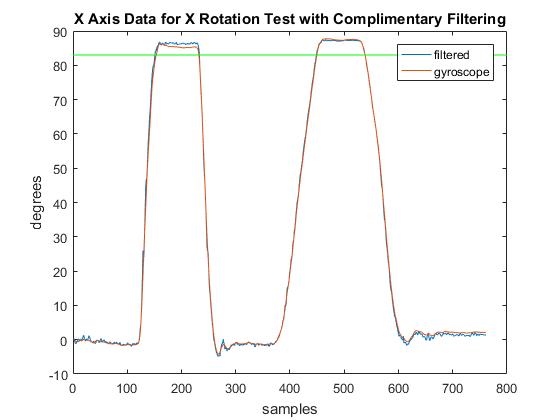 X Axis Data for X Rotation Test with Complimentary Filtering
90
80
70
60
50
40
30
20
10
0
-10
degrees
filtered
gyroscope
0 100 200 300 400 500 600 700 800
samples